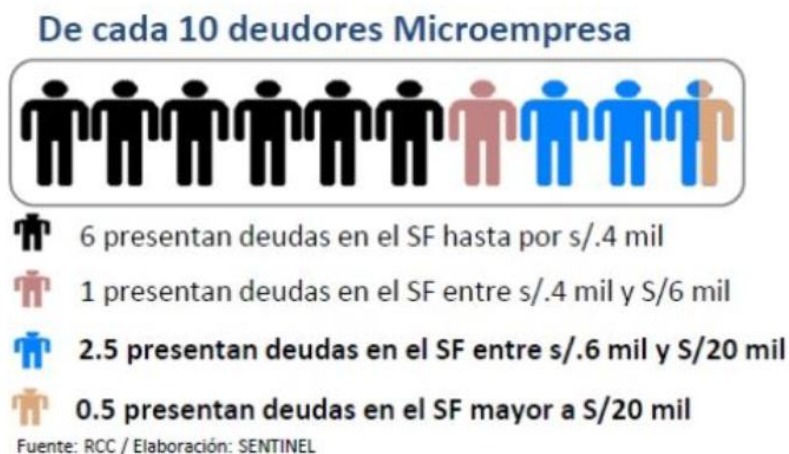 De cada 10 deudores Microempresa
6 presentan deudas en el SF hasta por s/.4 mil
1 presentan deudas en el SF entre s/.4 mil y S/6 mil
2.5 presentan deudas en el SF entre s/.6 mil y S/20 mil
0.5 presentan deudas en el SF mayor a S/20 mil
Fuente: RCC / Elaboración: SENTINEL